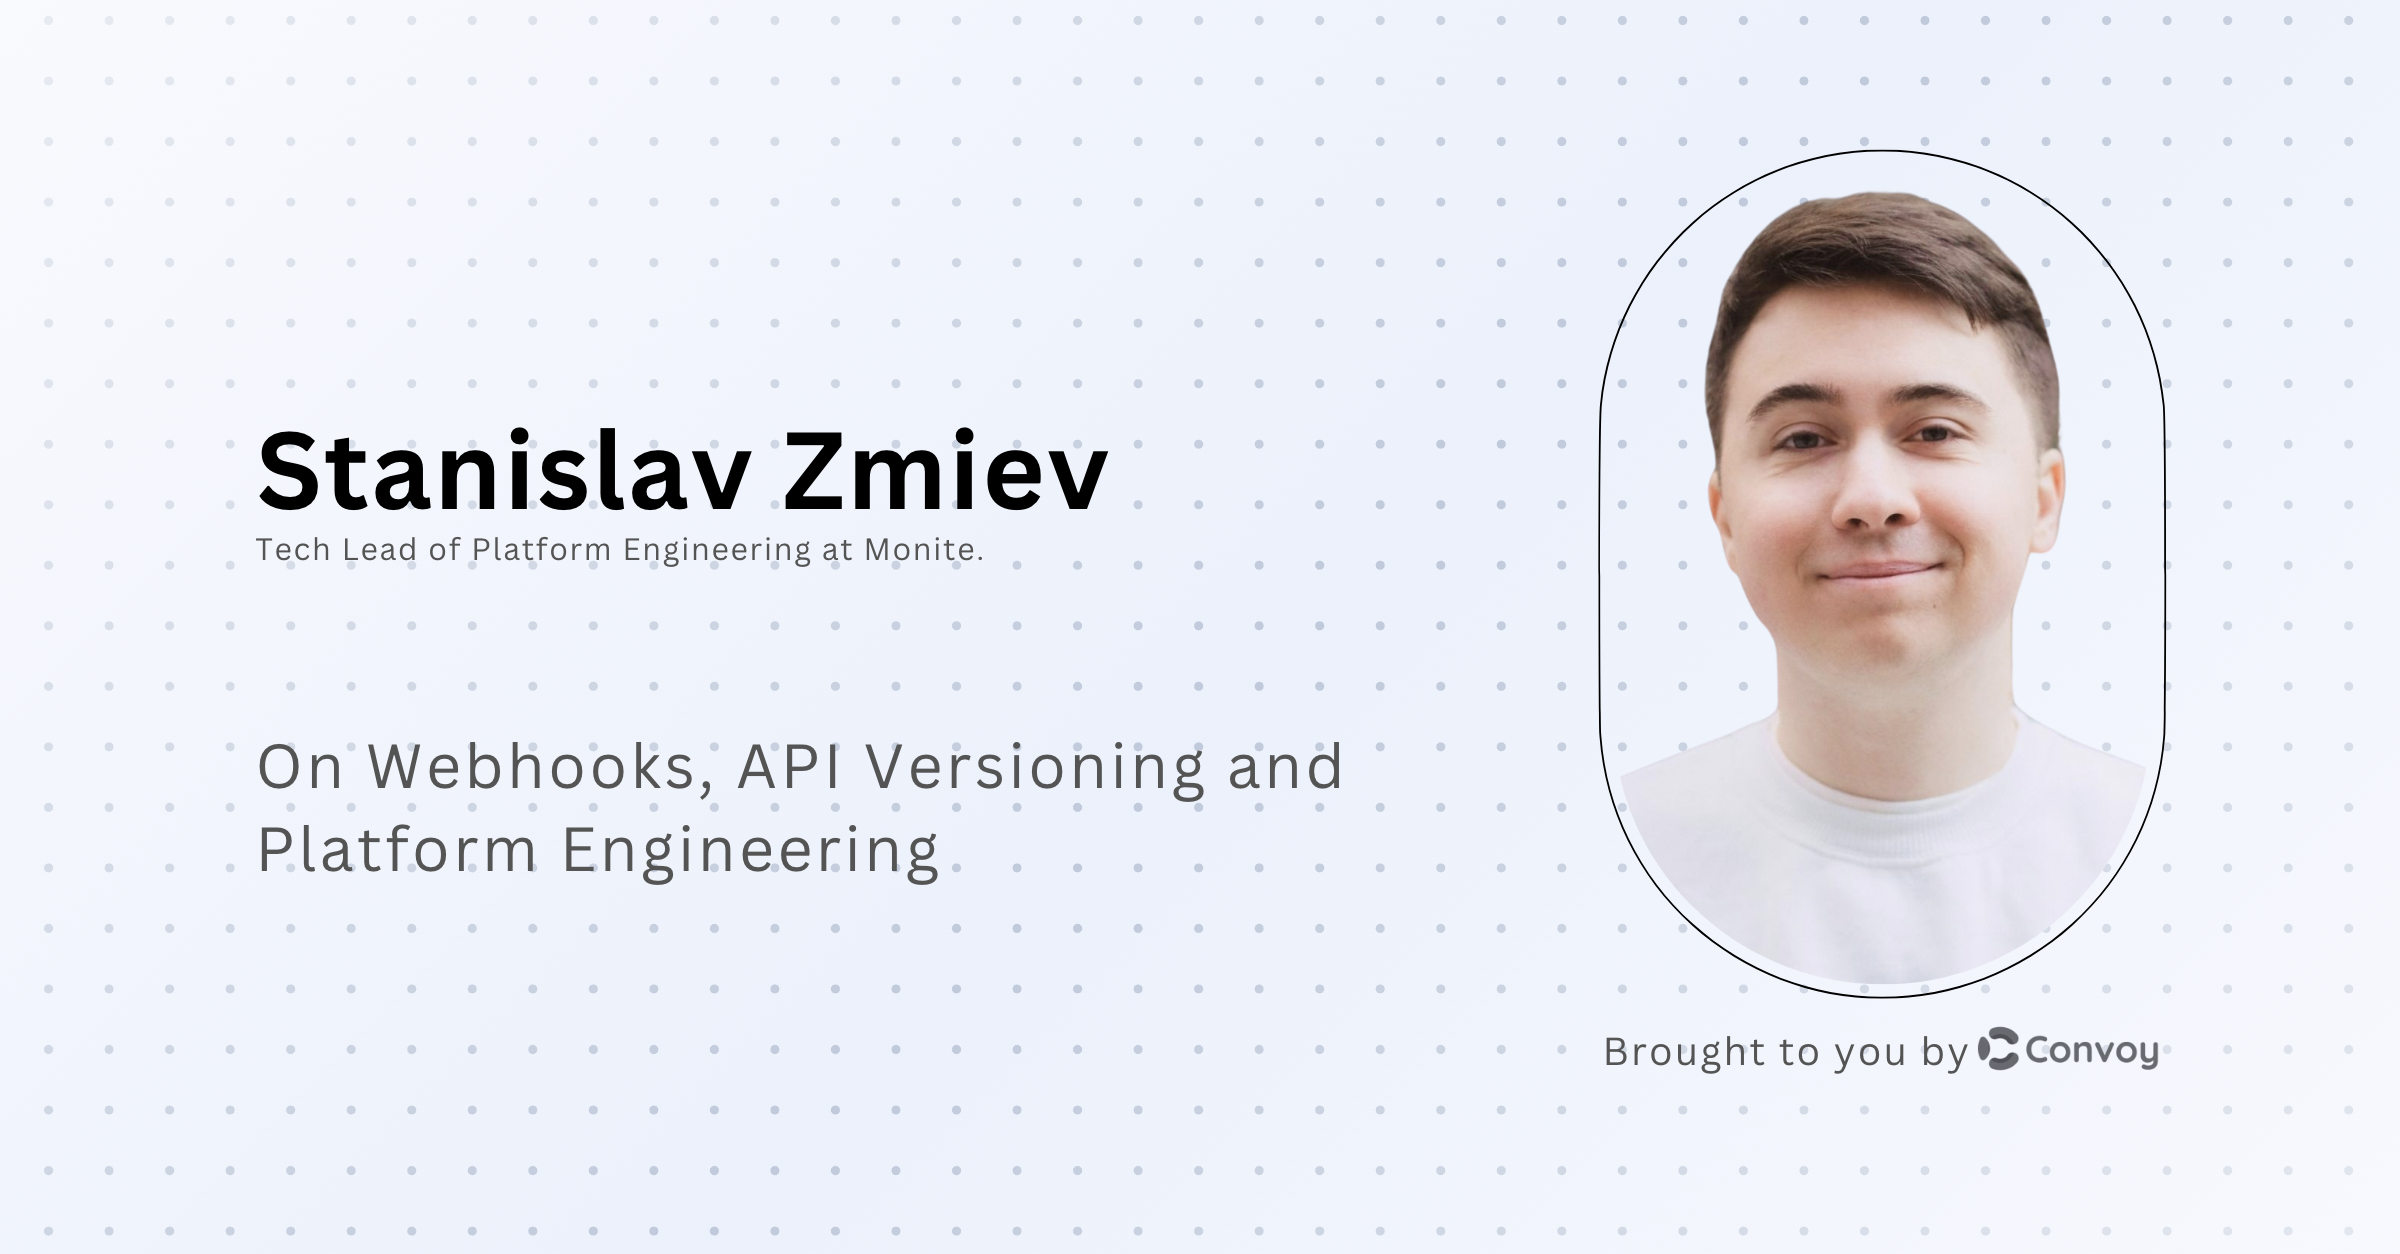 Stanislav Zmiev
Tech Lead of Platform Engineering at Monite.
On Webhooks, API Versioning and
Platform Engineering
Brought to you by Convoy